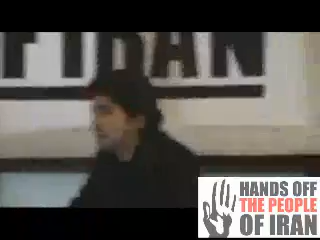 F IRAN
HANDS OFF
THE PEOPLE
OF IRAN